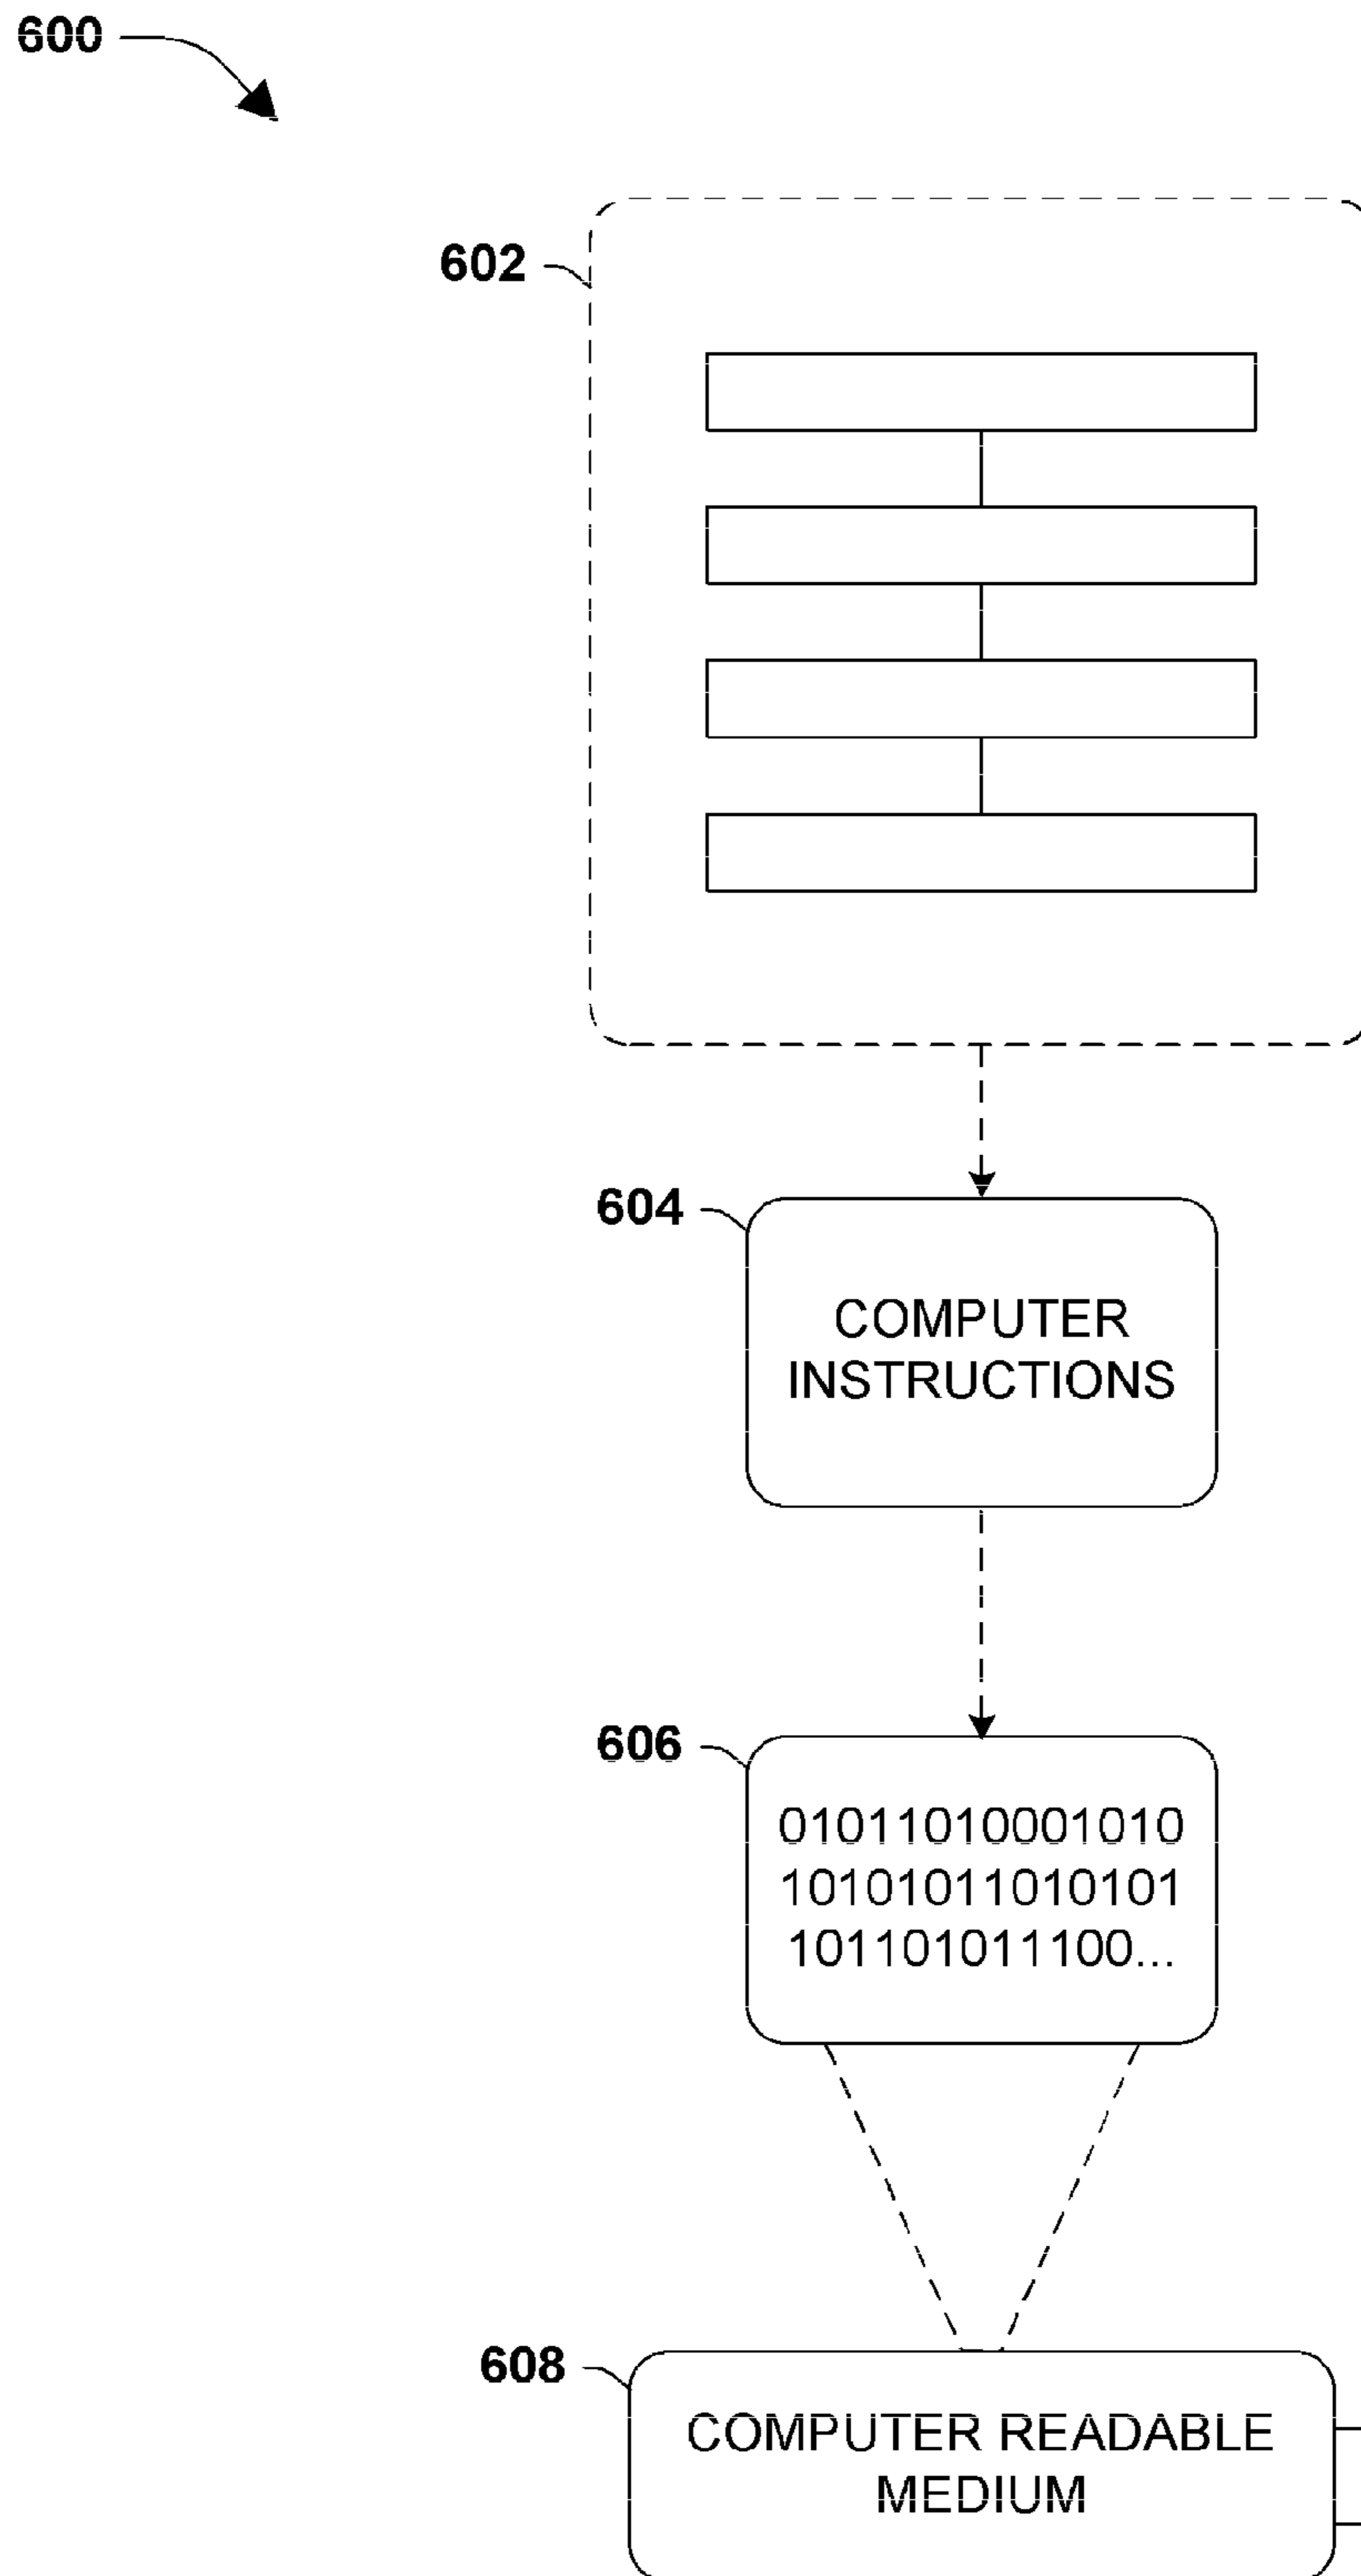 600
602
604
COMPUTER
INSTRUCTIONS
606
01011010001010
10101011010101
101101011100...
608
COMPUTER READABLE
MEDIUM